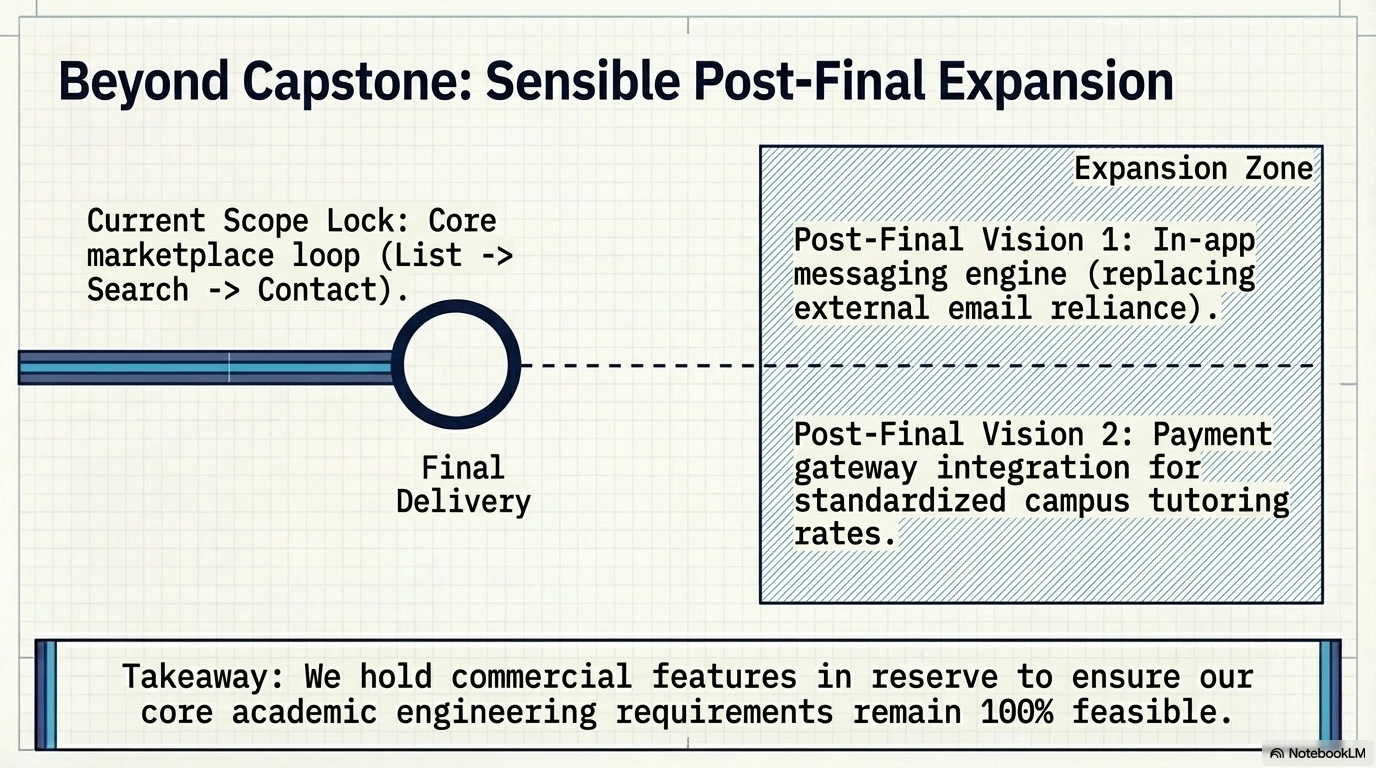 Beyond Capstone: Sensible Post-Final Expansion
Current Scope Lock: Core
marketplace loop (List ->
Search -> Contact).
Final
Delivery
Expansion Zone
Post-Final Vision 1: In-app
messaging engine (replacing
external email reliance).
Post-Final Vision 2: Payment
gateway integration for
standardized campus tutoring
rates.
Takeaway: We hold commercial features in reserve to ensure our
core academic engineering requirements remain 100% feasible.
NotebookLM